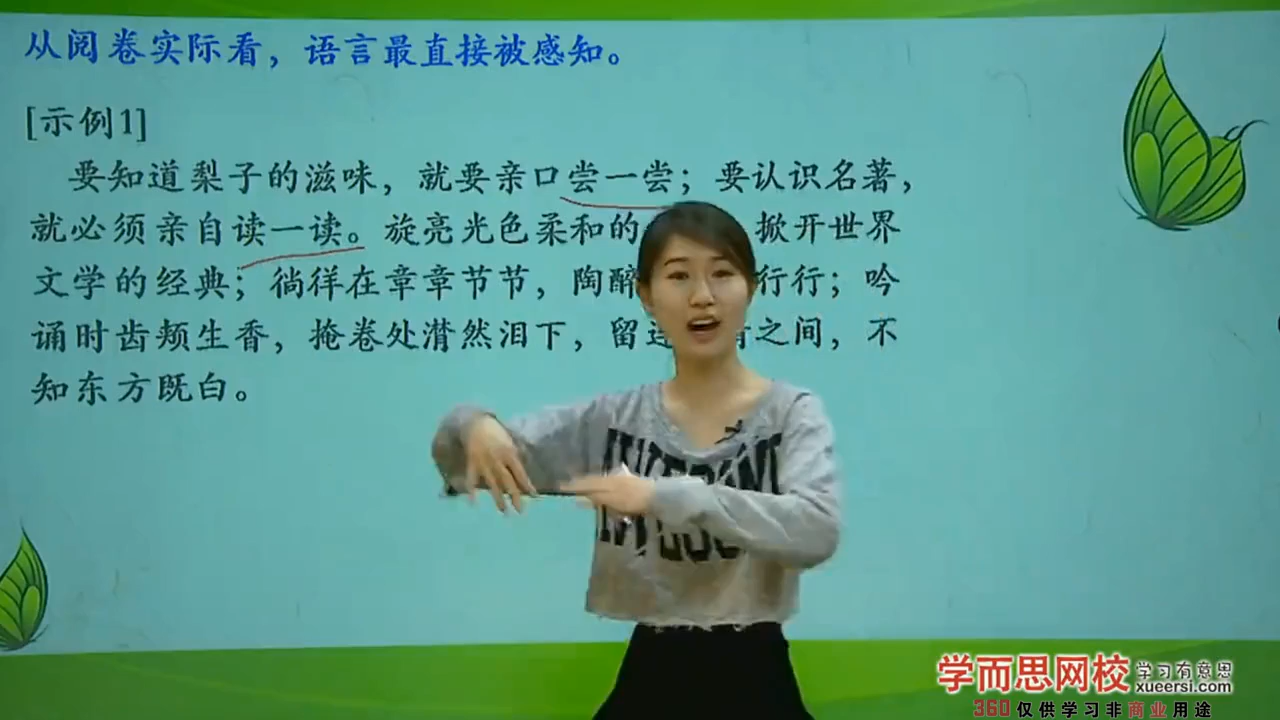 从阅卷实际看，语言最直接被感知。
[示例1]
要知道梨子的滋味，就要亲口尝一尝；要认识名著，
就必须亲自读一读。旋亮光色柔和的 掀开世界
文学的经典；徜徉在章章节节，陶醉 行行；吟
诵时齿颊生香，掩卷处潸然泪下，留连 之间，不
知东方既白。
学而思网校 学习有意思
xueersi.com
360仅供学习非商业用途